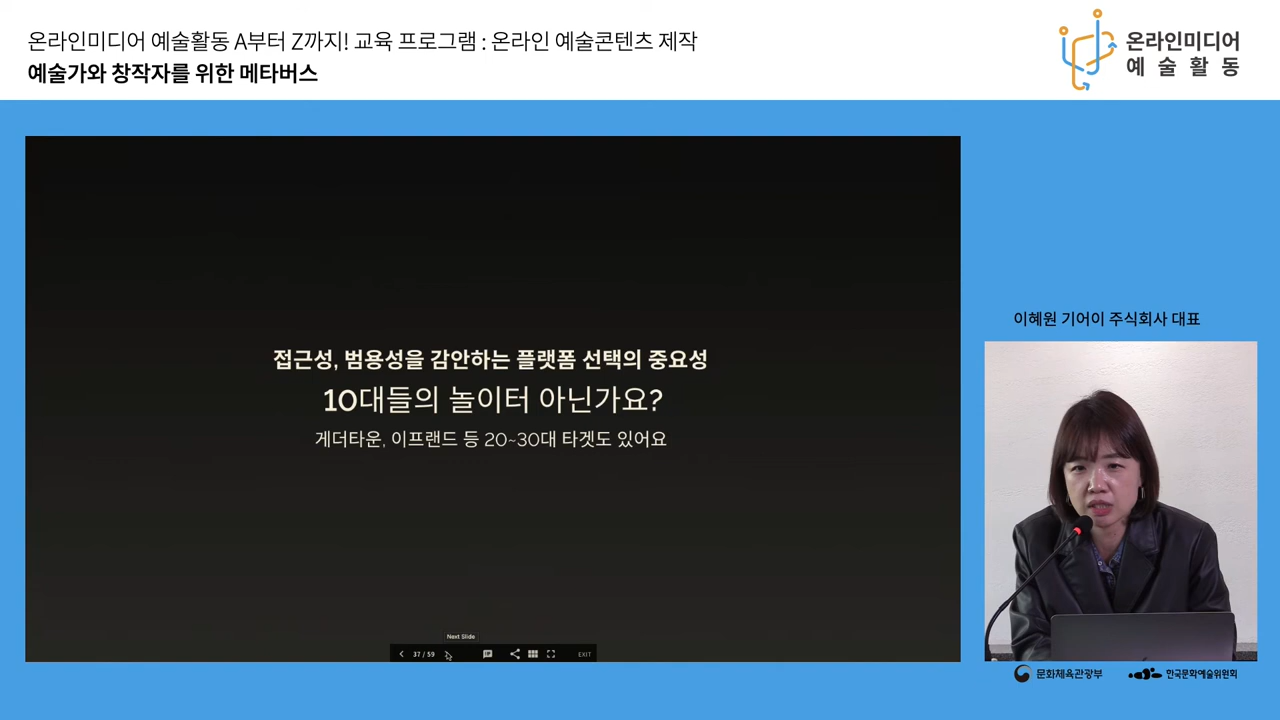 온라인미디어 예술활동 A부터 Z까지! 교육 프로그램 : 온라인 예술콘텐츠 제작
예술가와 창작자를 위한 메타버스
온라인미디어
예술활동
접근성, 범용성을 감안하는 플랫폼 선택의 중요성
10대들의 놀이터 아닌가요?
게더타운, 이프랜드 등 20~30대 타겟도 있어요
이혜원 기어이 주식회사 대표
Next Slide
37 / 59
EXIT
문화체육관광부
한국문화예술위원회